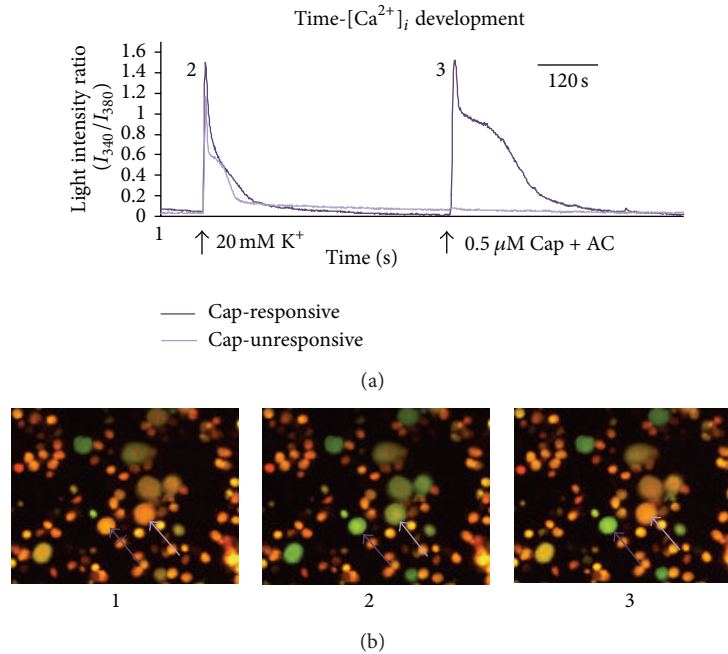 Time-[Ca²⁺]ᵢ development
Light intensity ratio
(I₃₄₀/I₃₈₀)
1.6
1.4
1.2
1
0.8
0.6
0.4
0.2
0
2
3
120 s
1
20 mM K⁺
Time (s)
0.5 μM Cap + AC
Cap-responsive
Cap-unresponsive
(a)
1
2
3
(b)